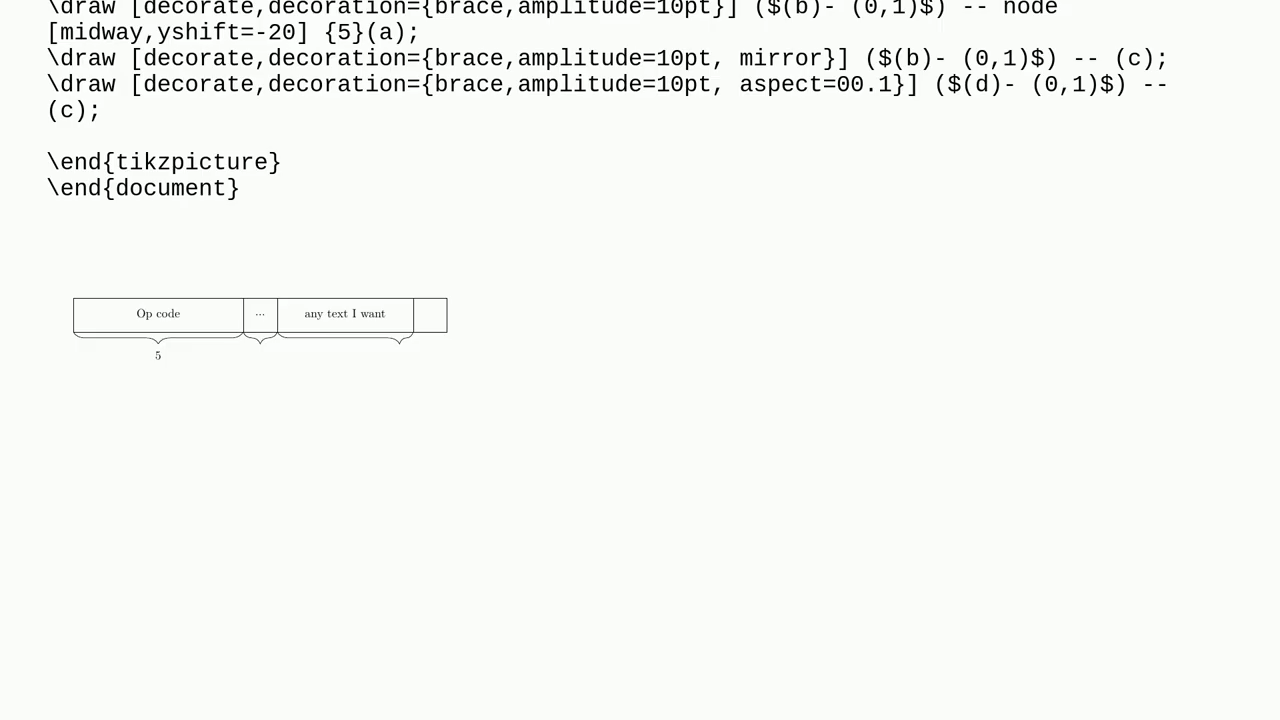 \draw [decorate,decoration={brace,amplitude=10pt}] ($(b)- (0,1)$) -- node
[midway,yshift=-20] {5}(a);
\draw [decorate,decoration={brace,amplitude=10pt, mirror}] ($(b)- (0,1)$) -- (c);
\draw [decorate,decoration={brace,amplitude=10pt, aspect=00.1}] ($(d)- (0,1)$) --
(c);
\end{tikzpicture}
\end{document}
Op code ... any text I want
5